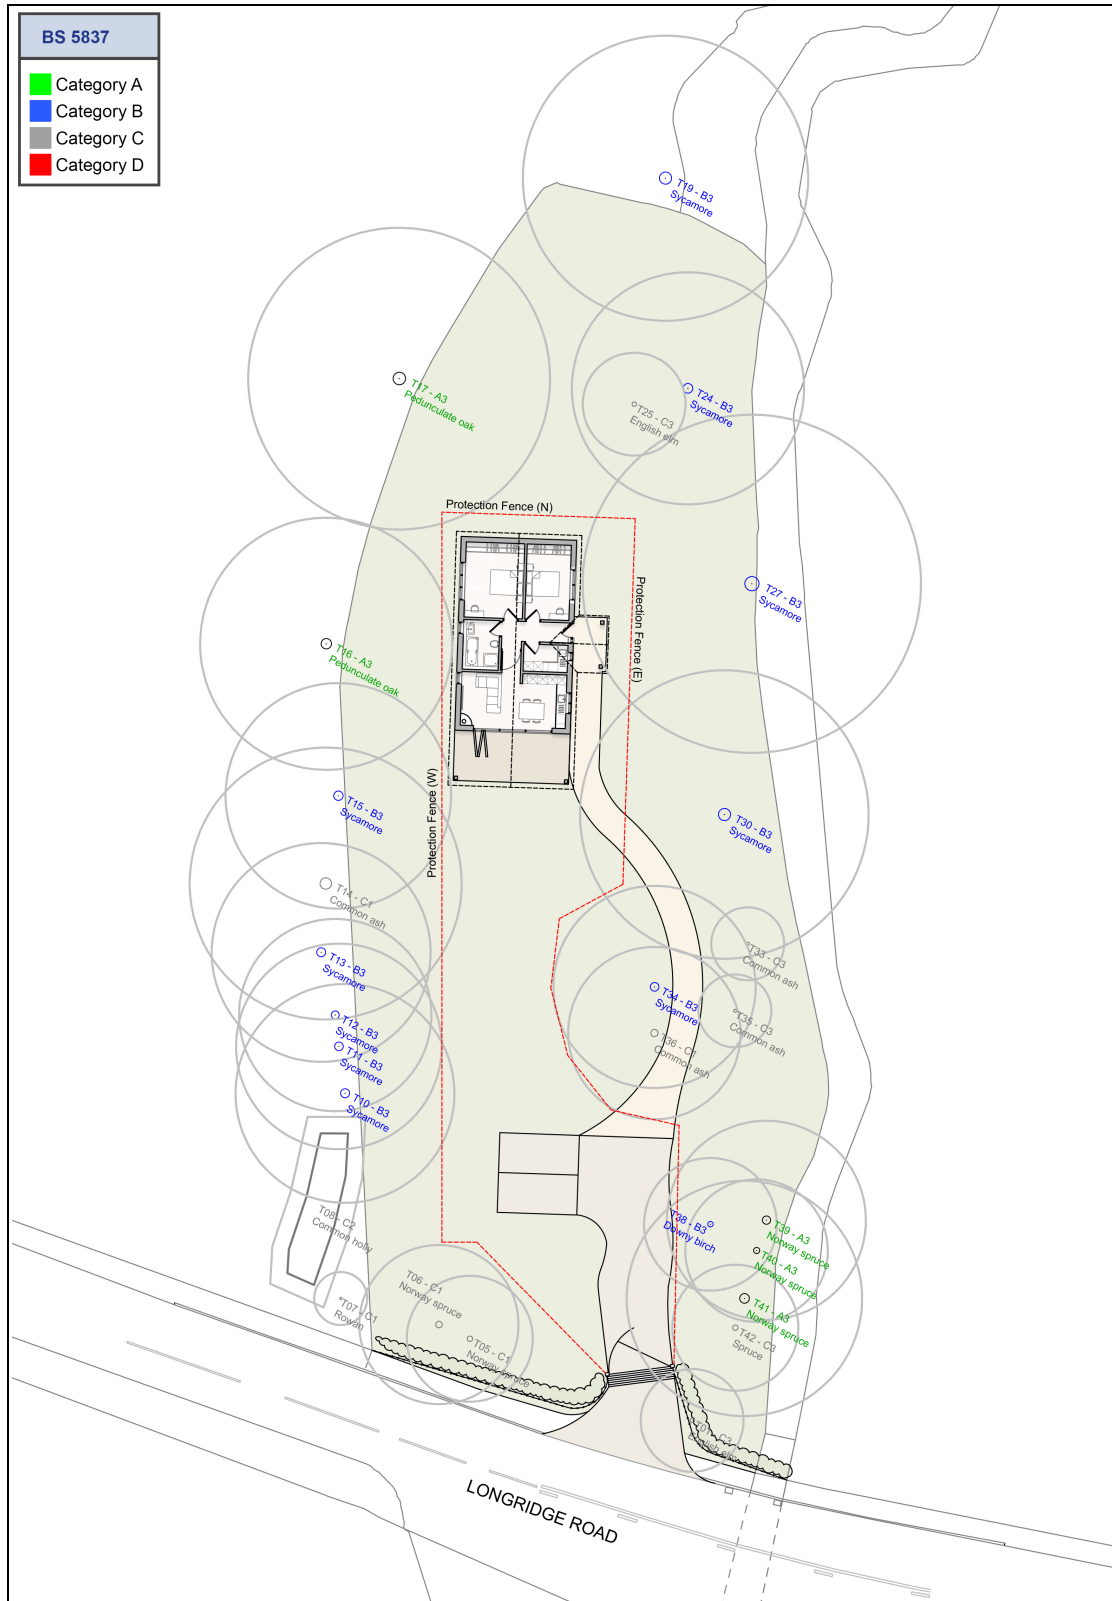 BS 5837
Category A
Category B
Category C
Category D
T19 - B3
Sycamore
T17 - A3
Pedunculate oak
T24 - B3
Sycamore
T25 - C3
English elm
Protection Fence (N)
T27 - B3
Sycamore
Protection Fence (E)
T16 - A3
Pedunculate oak
Protection Fence (W)
T15 - B3
Sycamore
T30 - B3
Sycamore
T14 - C1
Common ash
T13 - B3
Sycamore
T33 - C3
Common ash
T34 - B3
Sycamore
T12 - B3
Sycamore
T35 - C3
Common ash
T36 - C1
Common ash
T11 - B3
Sycamore
T10 - B3
Sycamore
T08 - C2
Common holly
T38 - B3
Downy birch
T39 - A3
Norway spruce
T40 - A3
Norway spruce
T06 - C1
Norway spruce
T07 - C1
Rowan
T41 - A3
Norway spruce
T05 - C1
Norway spruce
T42 - C3
Spruce
T01 - C3
English elm
LONGRIDGE ROAD